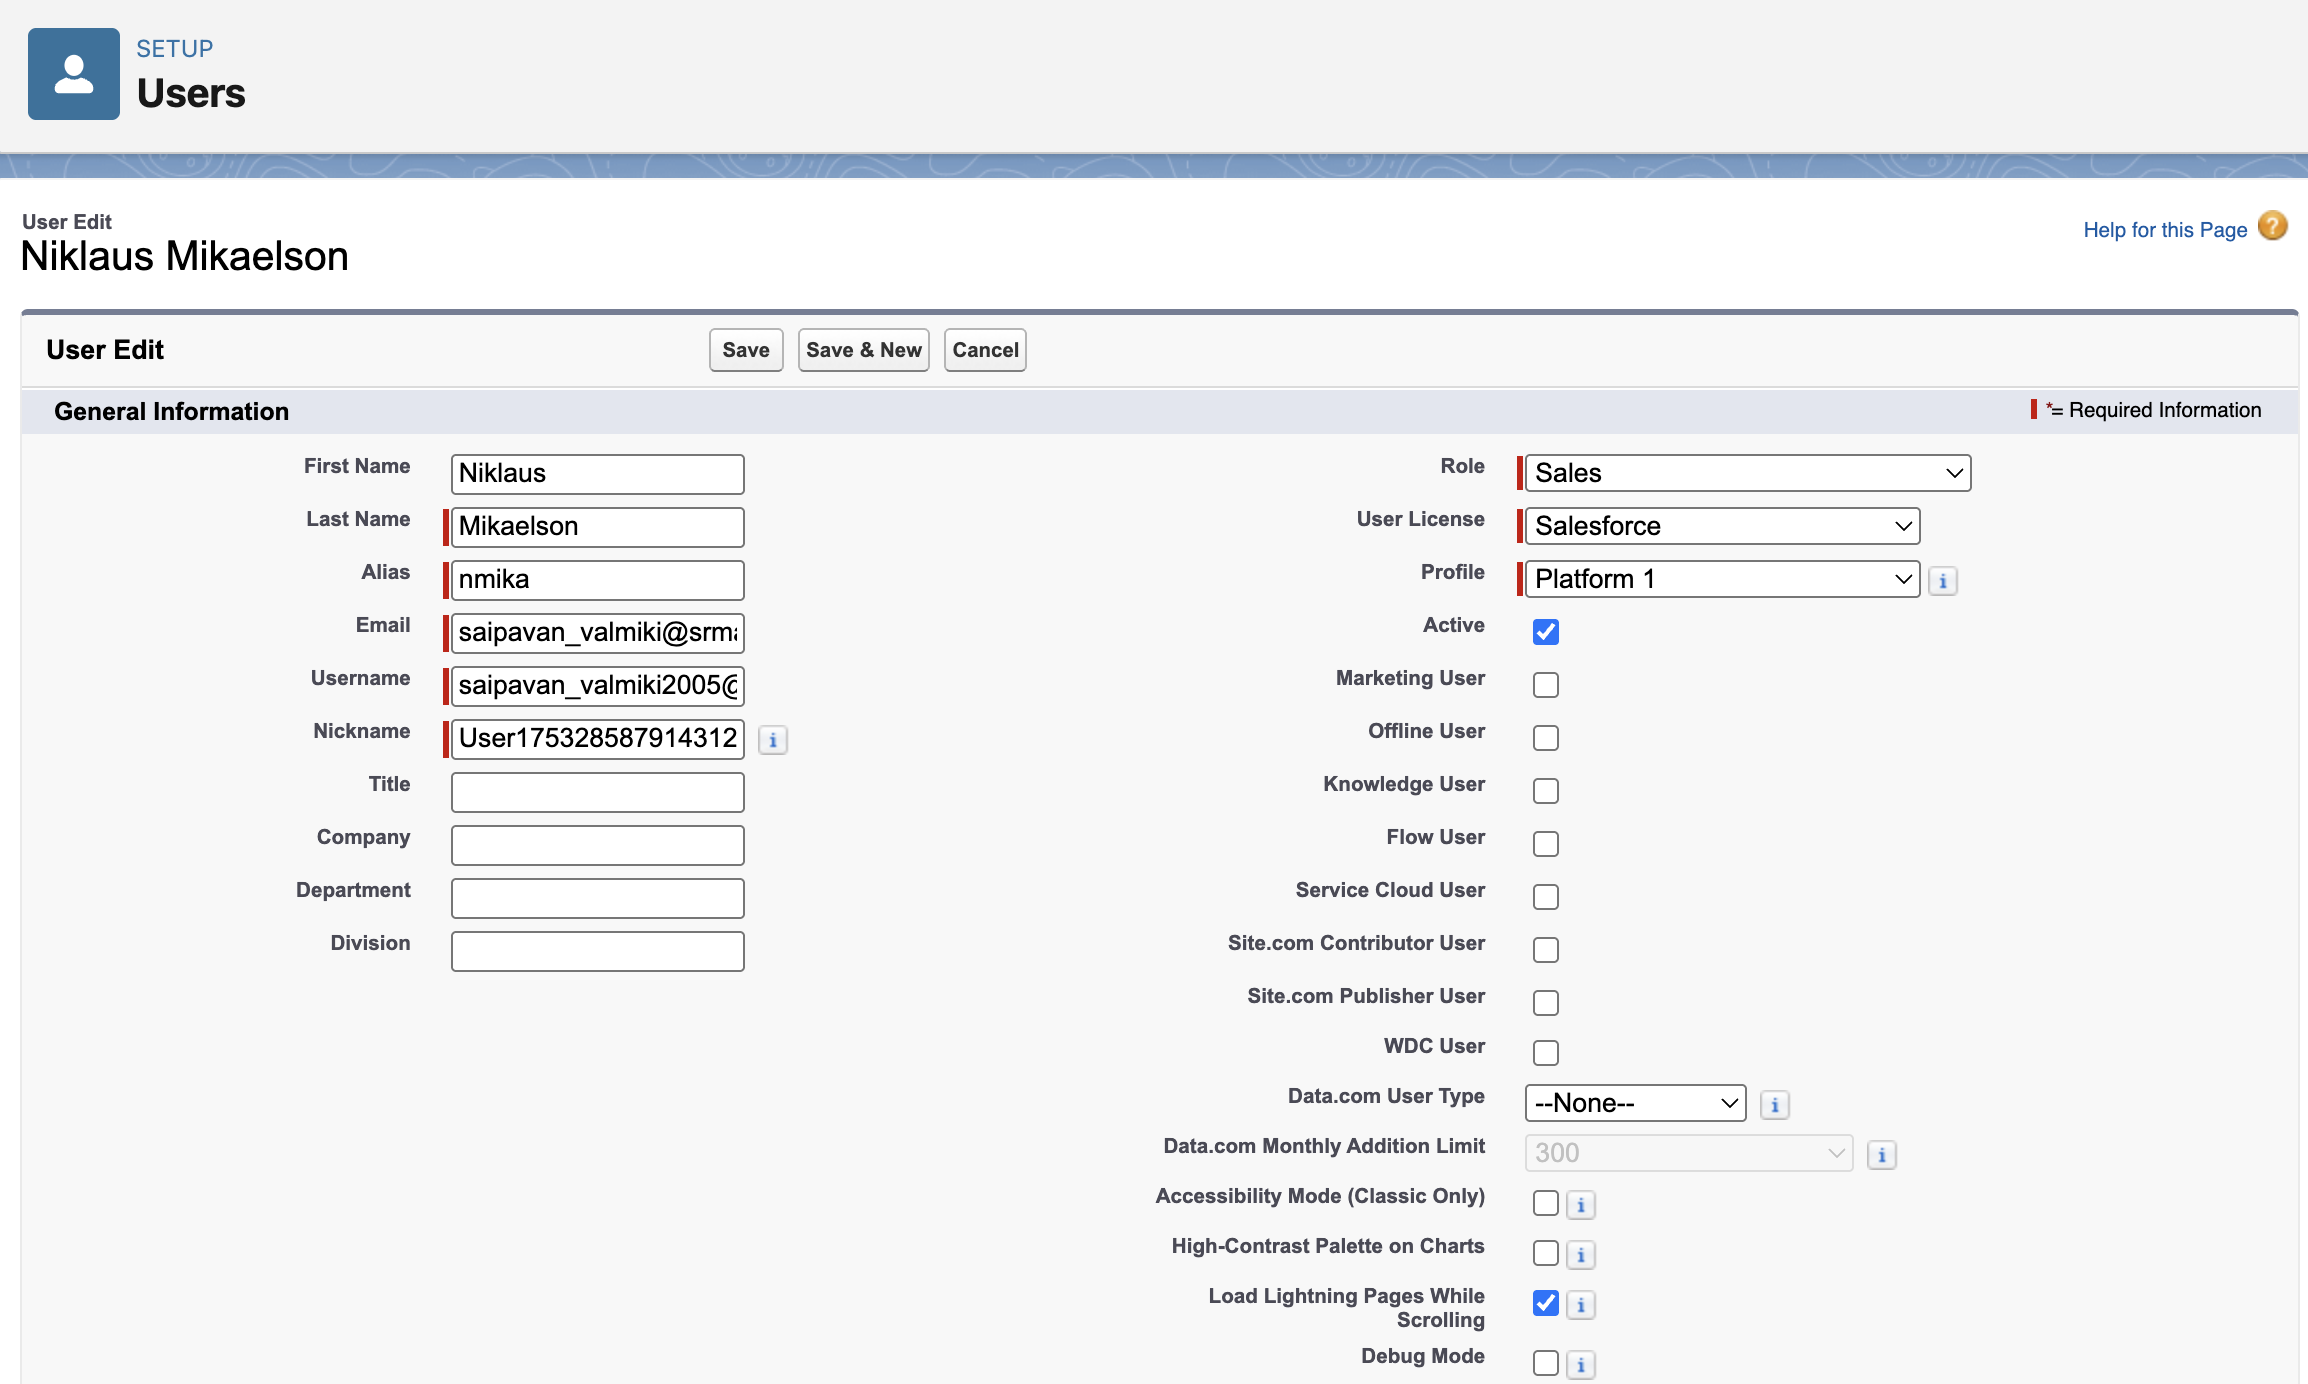 SETUP
Users
User Edit
Niklaus Mikaelson
Help for this Page
User Edit
Save
Save & New
Cancel
General Information
*= Required Information
First Name
Niklaus
Last Name
Mikaelson
Alias
nmika
Email
saipavan_valmiki@srma
Username
saipavan_valmiki2005@
Nickname
User175328587914312
Title
Company
Department
Division
Role
Sales
User License
Salesforce
Profile
Platform 1
Active
Marketing User
Offline User
Knowledge User
Flow User
Service Cloud User
Site.com Contributor User
Site.com Publisher User
WDC User
Data.com User Type
--None--
Data.com Monthly Addition Limit
300
Accessibility Mode (Classic Only)
High-Contrast Palette on Charts
Load Lightning Pages While
Scrolling
Debug Mode